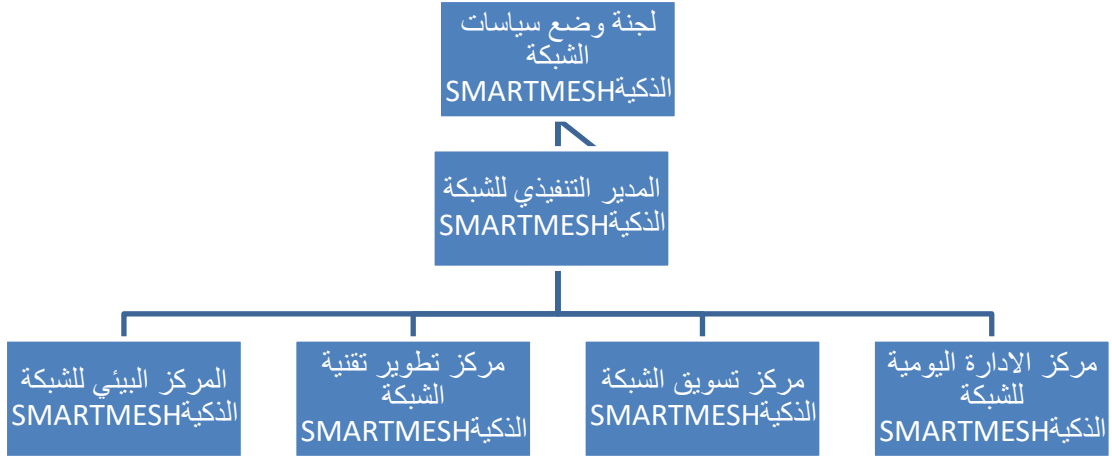 لجنة وضع سياسات
الشبكة
الذكيةSMARTMESH
المدير التنفيذي للشبكة
الذكيةSMARTMESH
مركز الادارة اليومية
للشبكة
الذكيةSMARTMESH
مركز تسويق الشبكة
الذكيةSMARTMESH
مركز تطوير تقنية
الشبكة
الذكيةSMARTMESH
المركز البيئي للشبكة
الذكيةSMARTMESH